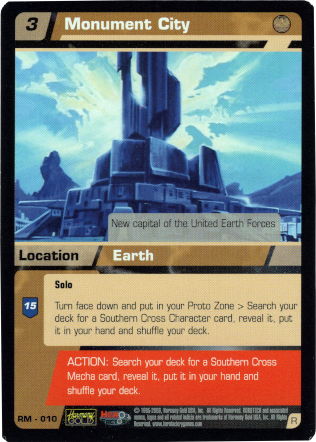 3
Monument City
New capital of the United Earth Forces
Location
Earth
Solo
15
Turn face down and put in your Proto Zone > Search your
deck for a Southern Cross Character card, reveal it, put
it in your hand and shuffle your deck.
ACTION: Search your deck for a Southern Cross
Mecha card, reveal it, put it in your hand and
shuffle your deck.
RM - 010
Harmony
GOLD
R